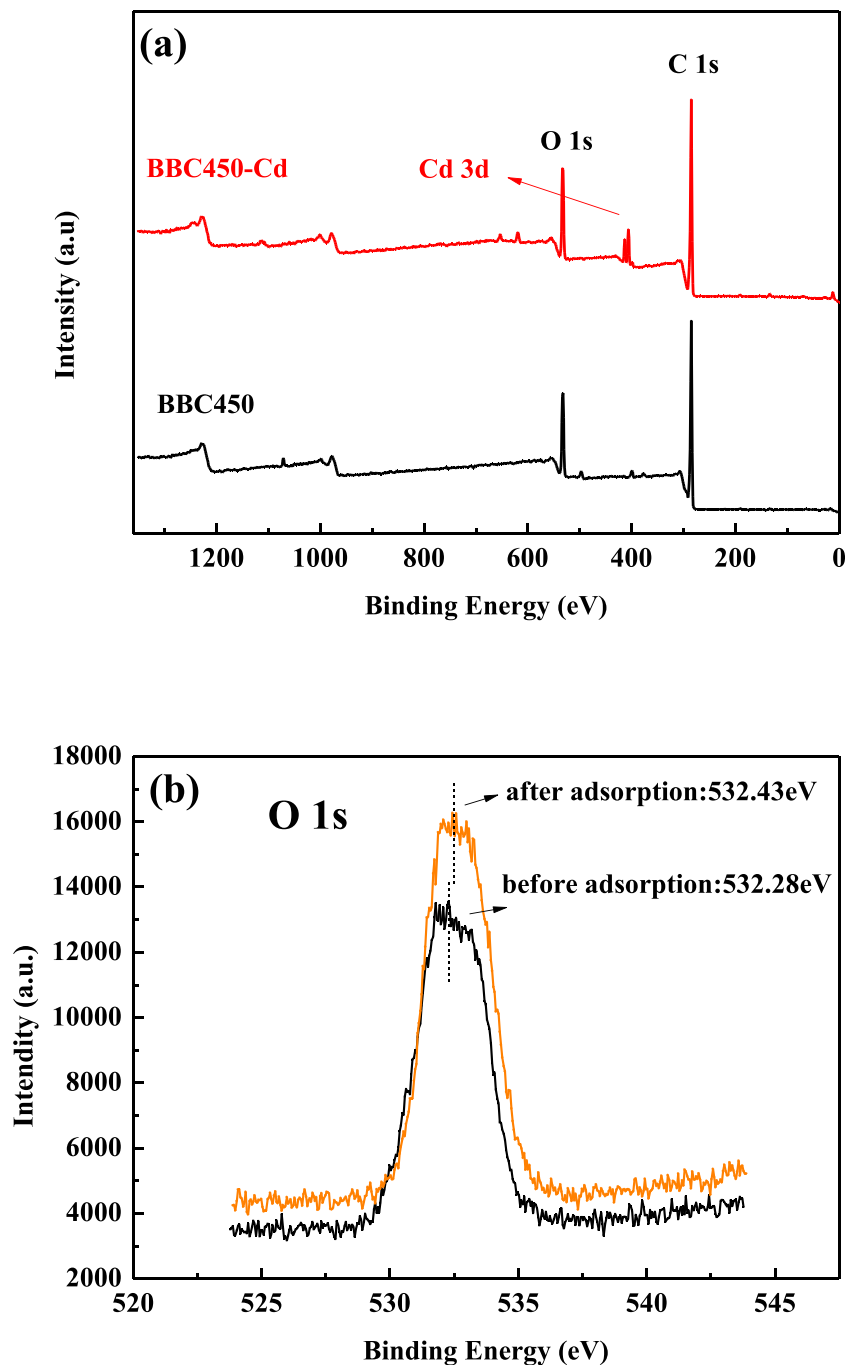 (a)
C 1s
O 1s
BBC450-Cd
Cd 3d
BBC450
Intensity (a.u)
1200 1000 800 600 400 200 0
Binding Energy (eV)
(b)
O 1s
after adsorption:532.43eV
before adsorption:532.28eV
18000
16000
14000
12000
10000
8000
6000
4000
2000
Intendity (a.u.)
520 525 530 535 540 545
Binding Energy (eV)